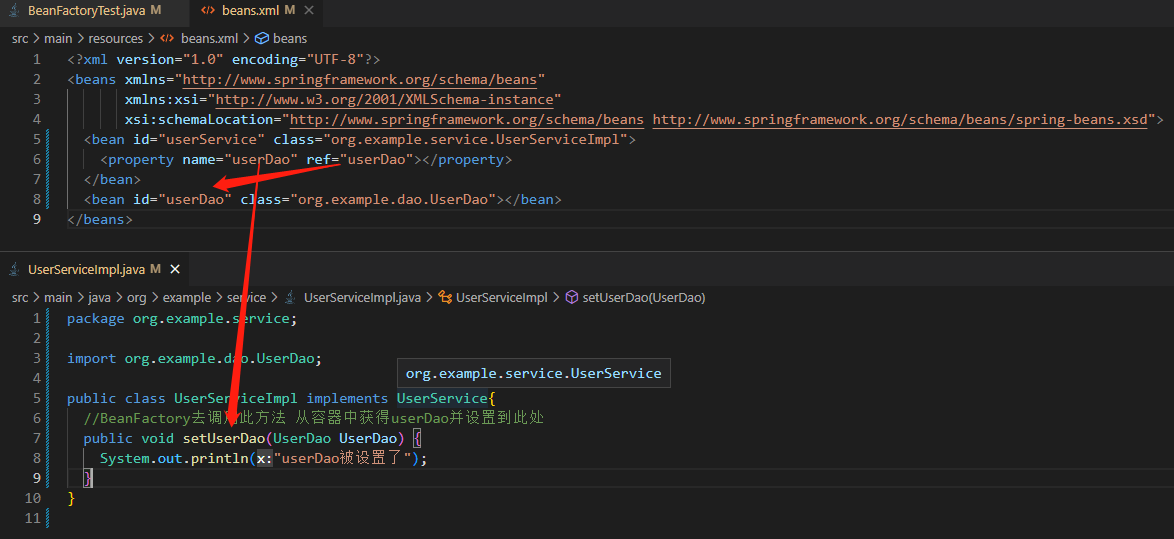 BeanFactoryTest.java M
beans.xml M
src > main > resources > beans.xml > beans
1 <?xml version="1.0" encoding="UTF-8"?>
2 <beans xmlns="http://www.springframework.org/schema/beans"
3 xmlns:xsi="http://www.w3.org/2001/XMLSchema-instance"
4 xsi:schemaLocation="http://www.springframework.org/schema/beans http://www.springframework.org/schema/beans/spring-beans.xsd">
5 <bean id="userService" class="org.example.service.UserServiceImpl">
6 <property name="userDao" ref="userDao"></property>
7 </bean>
8 <bean id="userDao" class="org.example.dao.UserDao"></bean>
9 </beans>
UserServiceImpl.java M
src > main > java > org > example > service > UserServiceImpl.java > UserServiceImpl > setUserDao(UserDao)
1 package org.example.service;
2
3 import org.example.dao.UserDao;
4
org.example.service.UserService
5 public class UserServiceImpl implements UserService{
6 //BeanFactory去调用此方法 从容器中获得userDao并设置到此处
7 public void setUserDao(UserDao UserDao) {
8 System.out.println(x:"userDao被设置了");
9 }
10 }
11